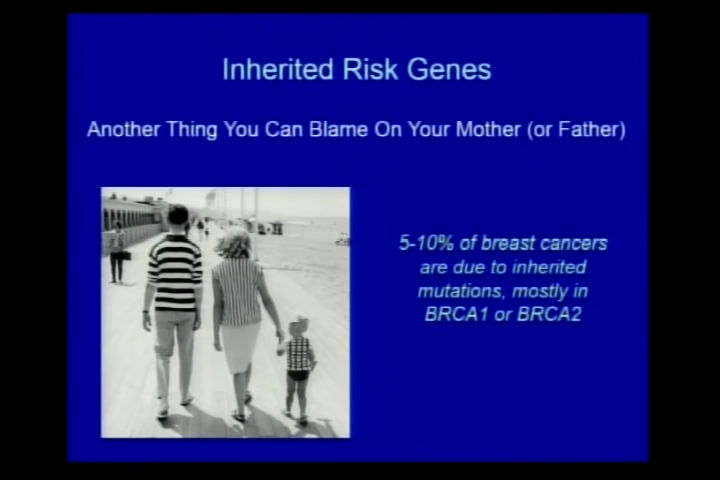 Inherited Risk Genes
Another Thing You Can Blame On Your Mother (or Father)
5-10% of breast cancers
are due to inherited
mutations, mostly in
BRCA1 or BRCA2